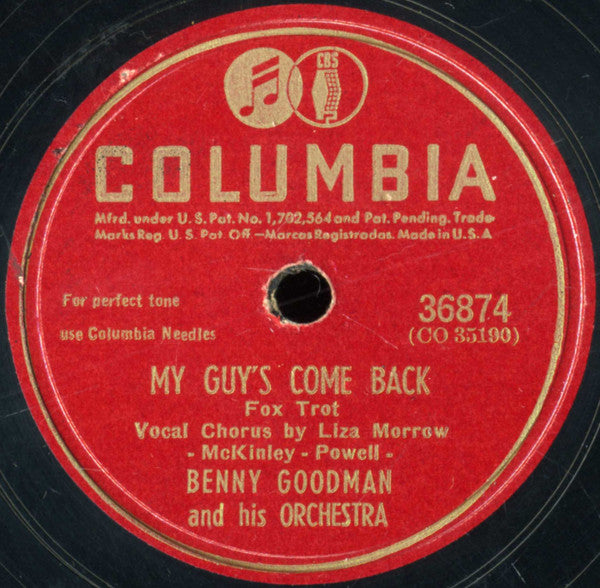 CBS
COLUMBIA
Mfrd. under U.S. Pat. No. 1,702,564 and Pat. Pending. Trade
Marks Reg. U.S. Pat. Off.—Marcas Registradas. Made in U.S.A
For perfect tone
use Columbia Needles
36874
(CO 35190)
MY GUY'S COME BACK
Fox Trot
Vocal Chorus by Liza Morrow
- McKinley - Powell -
BENNY GOODMAN
and his ORCHESTRA